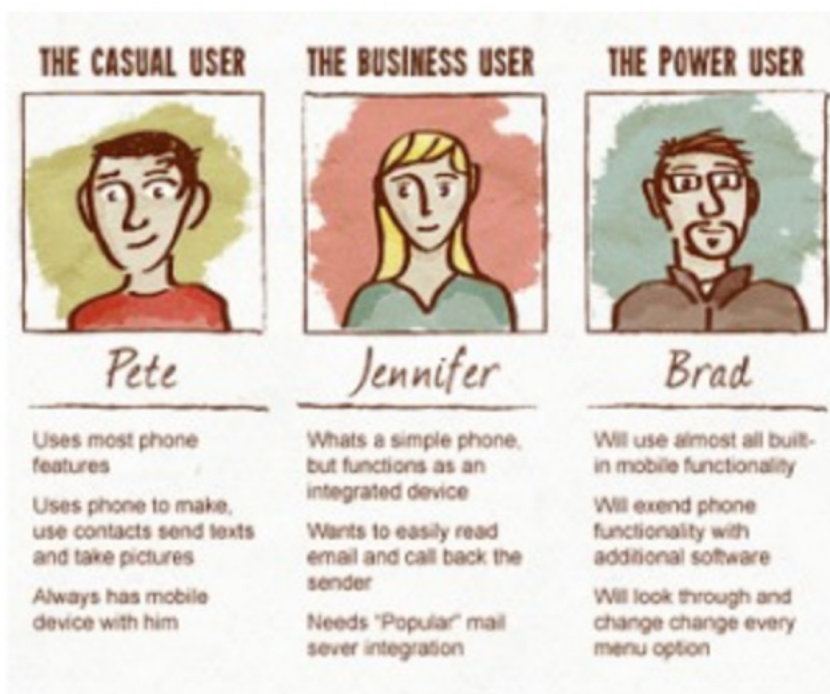 THE CASUAL USER
Pete
Uses most phone
features
Uses phone to make,
use contacts send texts
and take pictures
Always has mobile
device with him
THE BUSINESS USER
Jennifer
Whats a simple phone,
but functions as an
integrated device
Wants to easily read
email and call back the
sender
Needs "Popular" mail
sever integration
THE POWER USER
Brad
Will use almost all built-
in mobile functionality
Will exend phone
functionality with
additional software
Will look through and
change change every
menu option